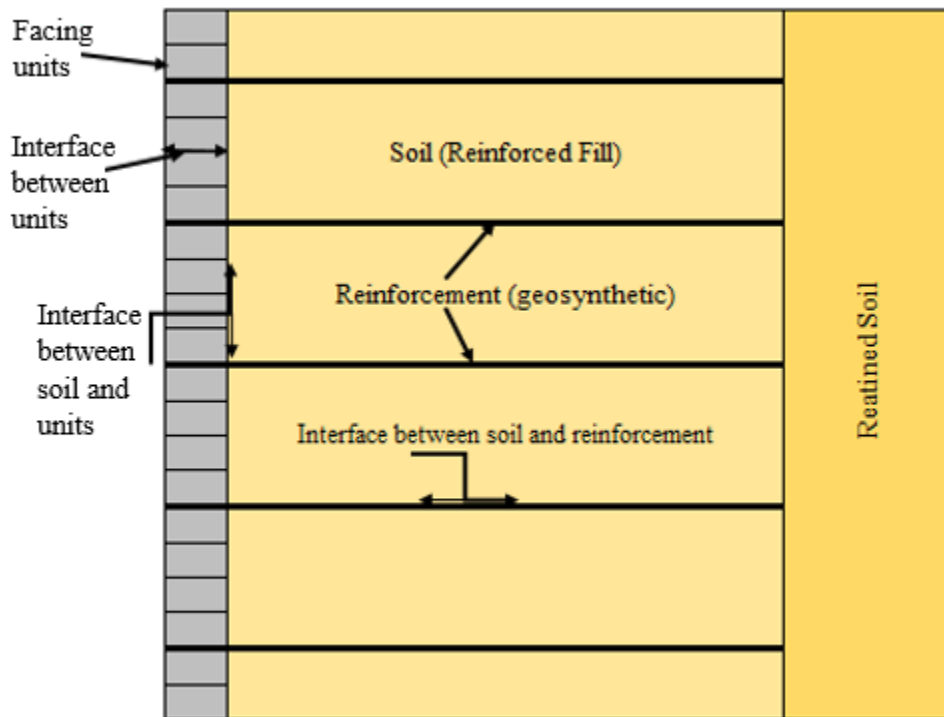 Facing
units
Interface
between
units
Soil (Reinforced Fill)
Reinforcement (geosynthetic)
Interface
between
soil and
units
Interface between soil and reinforcement
Reatined Soil